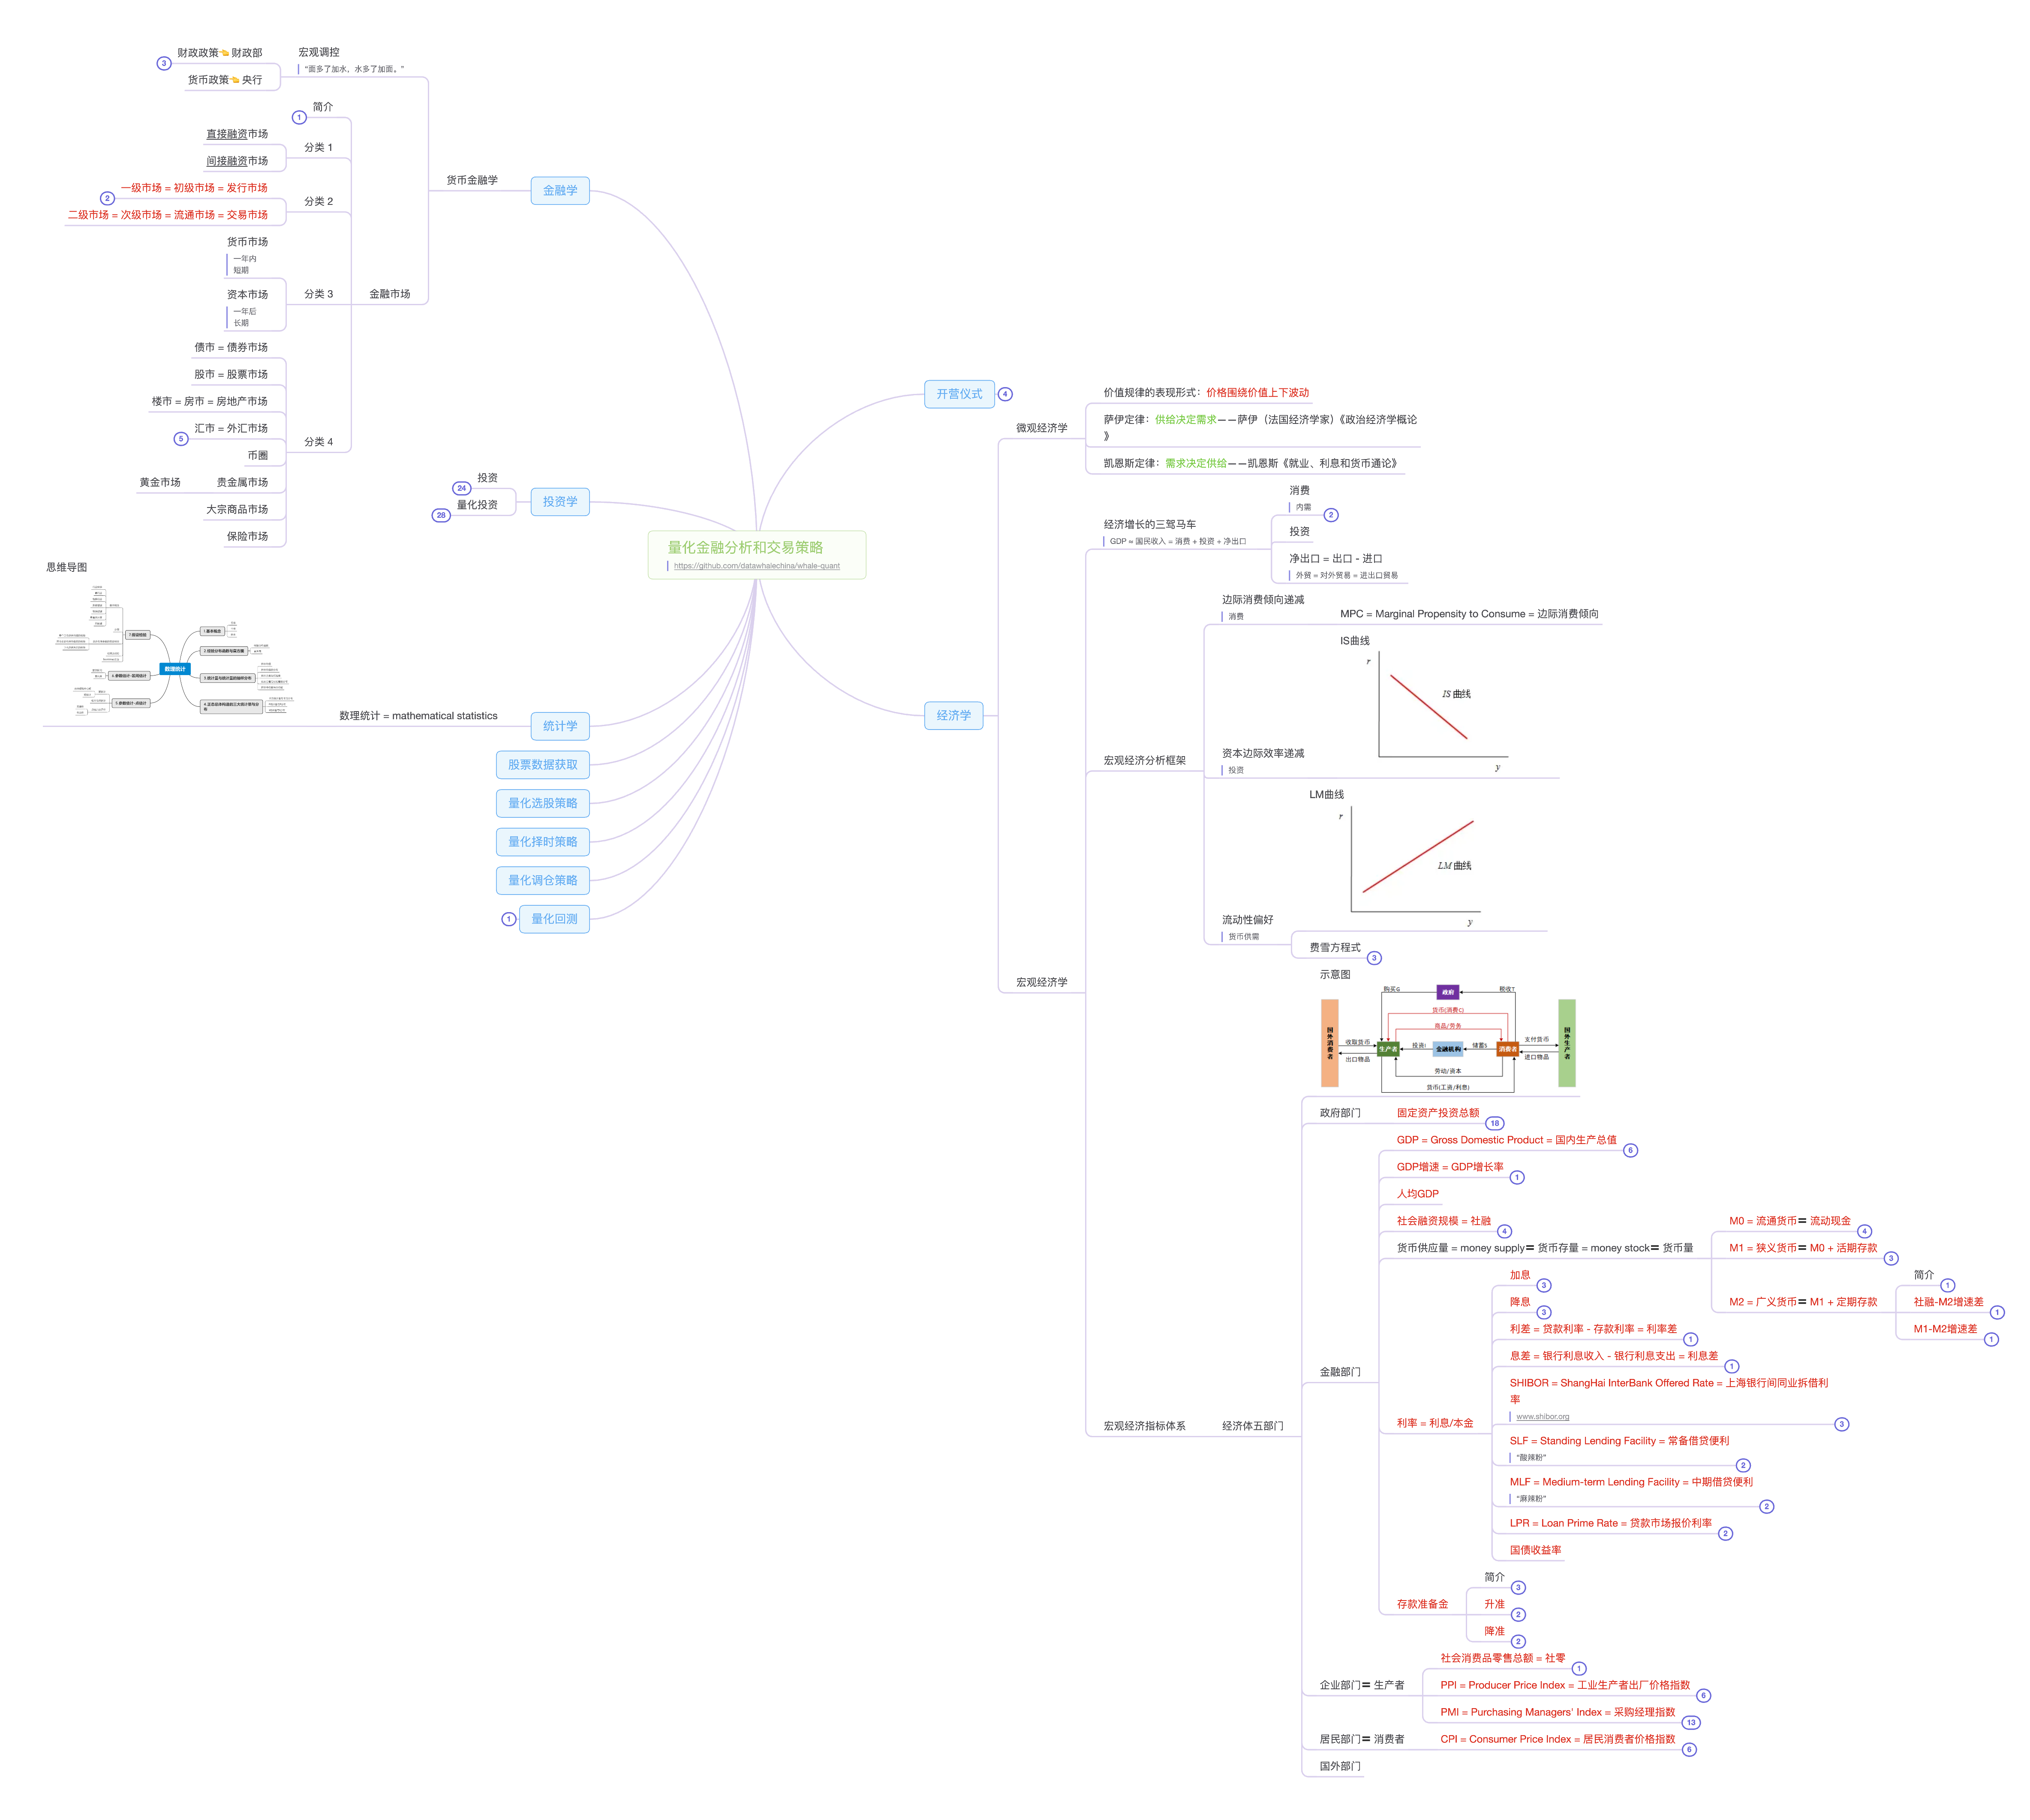 量化金融分析和交易策略
https://github.com/datawhalechina/whale-quant
开营仪式
4
经济学
微观经济学
价值规律的表现形式：价格围绕价值上下波动
萨伊定律：供给决定需求——萨伊（法国经济学家）《政治经济学概论
》
凯恩斯定律：需求决定供给——凯恩斯《就业、利息和货币通论》
宏观经济学
经济增长的三驾马车
GDP = 国民收入 = 消费 + 投资 + 净出口
消费
内需
2
投资
净出口 = 出口 - 进口
外贸 = 对外贸易 = 进出口贸易
宏观经济分析框架
边际消费倾向递减
消费
MPC = Marginal Propensity to Consume = 边际消费倾向
资本边际效率递减
投资
IS曲线
r
IS 曲线
y
流动性偏好
货币供需
LM曲线
r
LM 曲线
y
费雪方程式
3
宏观经济指标体系
经济体五部门
示意图
购买G
政府
税收T
货币(消费C)
商品/劳务
国外消费者
收取货币
出口物品
生产者
投资I
金融机构
储蓄S
消费者
支付货币
进口物品
国外生产者
劳动/资本
货币(工资/利息)
政府部门
固定资产投资总额
18
金融部门
GDP = Gross Domestic Product = 国内生产总值
6
GDP增速 = GDP增长率
1
人均GDP
社会融资规模 = 社融
4
货币供应量 = money supply= 货币存量 = money stock= 货币量
M0 = 流通货币= 流动现金
4
M1 = 狭义货币= M0 + 活期存款
3
M2 = 广义货币= M1 + 定期存款
简介
1
社融-M2增速差
1
M1-M2增速差
1
利率 = 利息/本金
加息
3
降息
3
利差 = 贷款利率 - 存款利率 = 利率差
1
息差 = 银行利息收入 - 银行利息支出 = 利息差
1
SHIBOR = ShangHai InterBank Offered Rate = 上海银行间同业拆借利
率
www.shibor.org
3
SLF = Standing Lending Facility = 常备借贷便利
“酸辣粉”
2
MLF = Medium-term Lending Facility = 中期借贷便利
“麻辣粉”
2
LPR = Loan Prime Rate = 贷款市场报价利率
2
国债收益率
存款准备金
简介
3
升准
2
降准
2
企业部门= 生产者
社会消费品零售总额 = 社零
1
PPI = Producer Price Index = 工业生产者出厂价格指数
6
PMI = Purchasing Managers' Index = 采购经理指数
13
居民部门= 消费者
CPI = Consumer Price Index = 居民消费者价格指数
6
国外部门
金融学
货币金融学
宏观调控
“面多了加水，水多了加面。”
财政政策 财政部
货币政策 央行
3
金融市场
简介
1
分类 1
直接融资市场
间接融资市场
分类 2
一级市场 = 初级市场 = 发行市场
2
二级市场 = 次级市场 = 流通市场 = 交易市场
分类 3
货币市场
一年内
短期
资本市场
一年后
长期
分类 4
债市 = 债券市场
股市 = 股票市场
楼市 = 房市 = 房地产市场
汇市 = 外汇市场
5
币圈
贵金属市场
黄金市场
大宗商品市场
保险市场
投资学
投资
24
量化投资
28
统计学
数理统计 = mathematical statistics
思维导图
数理统计
股票数据获取
量化选股策略
量化择时策略
量化调仓策略
量化回测
1